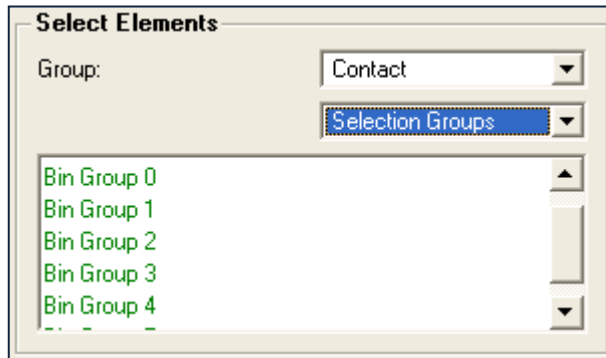 Select Elements
Group: Contact
Selection Groups
Bin Group 0
Bin Group 1
Bin Group 2
Bin Group 3
Bin Group 4